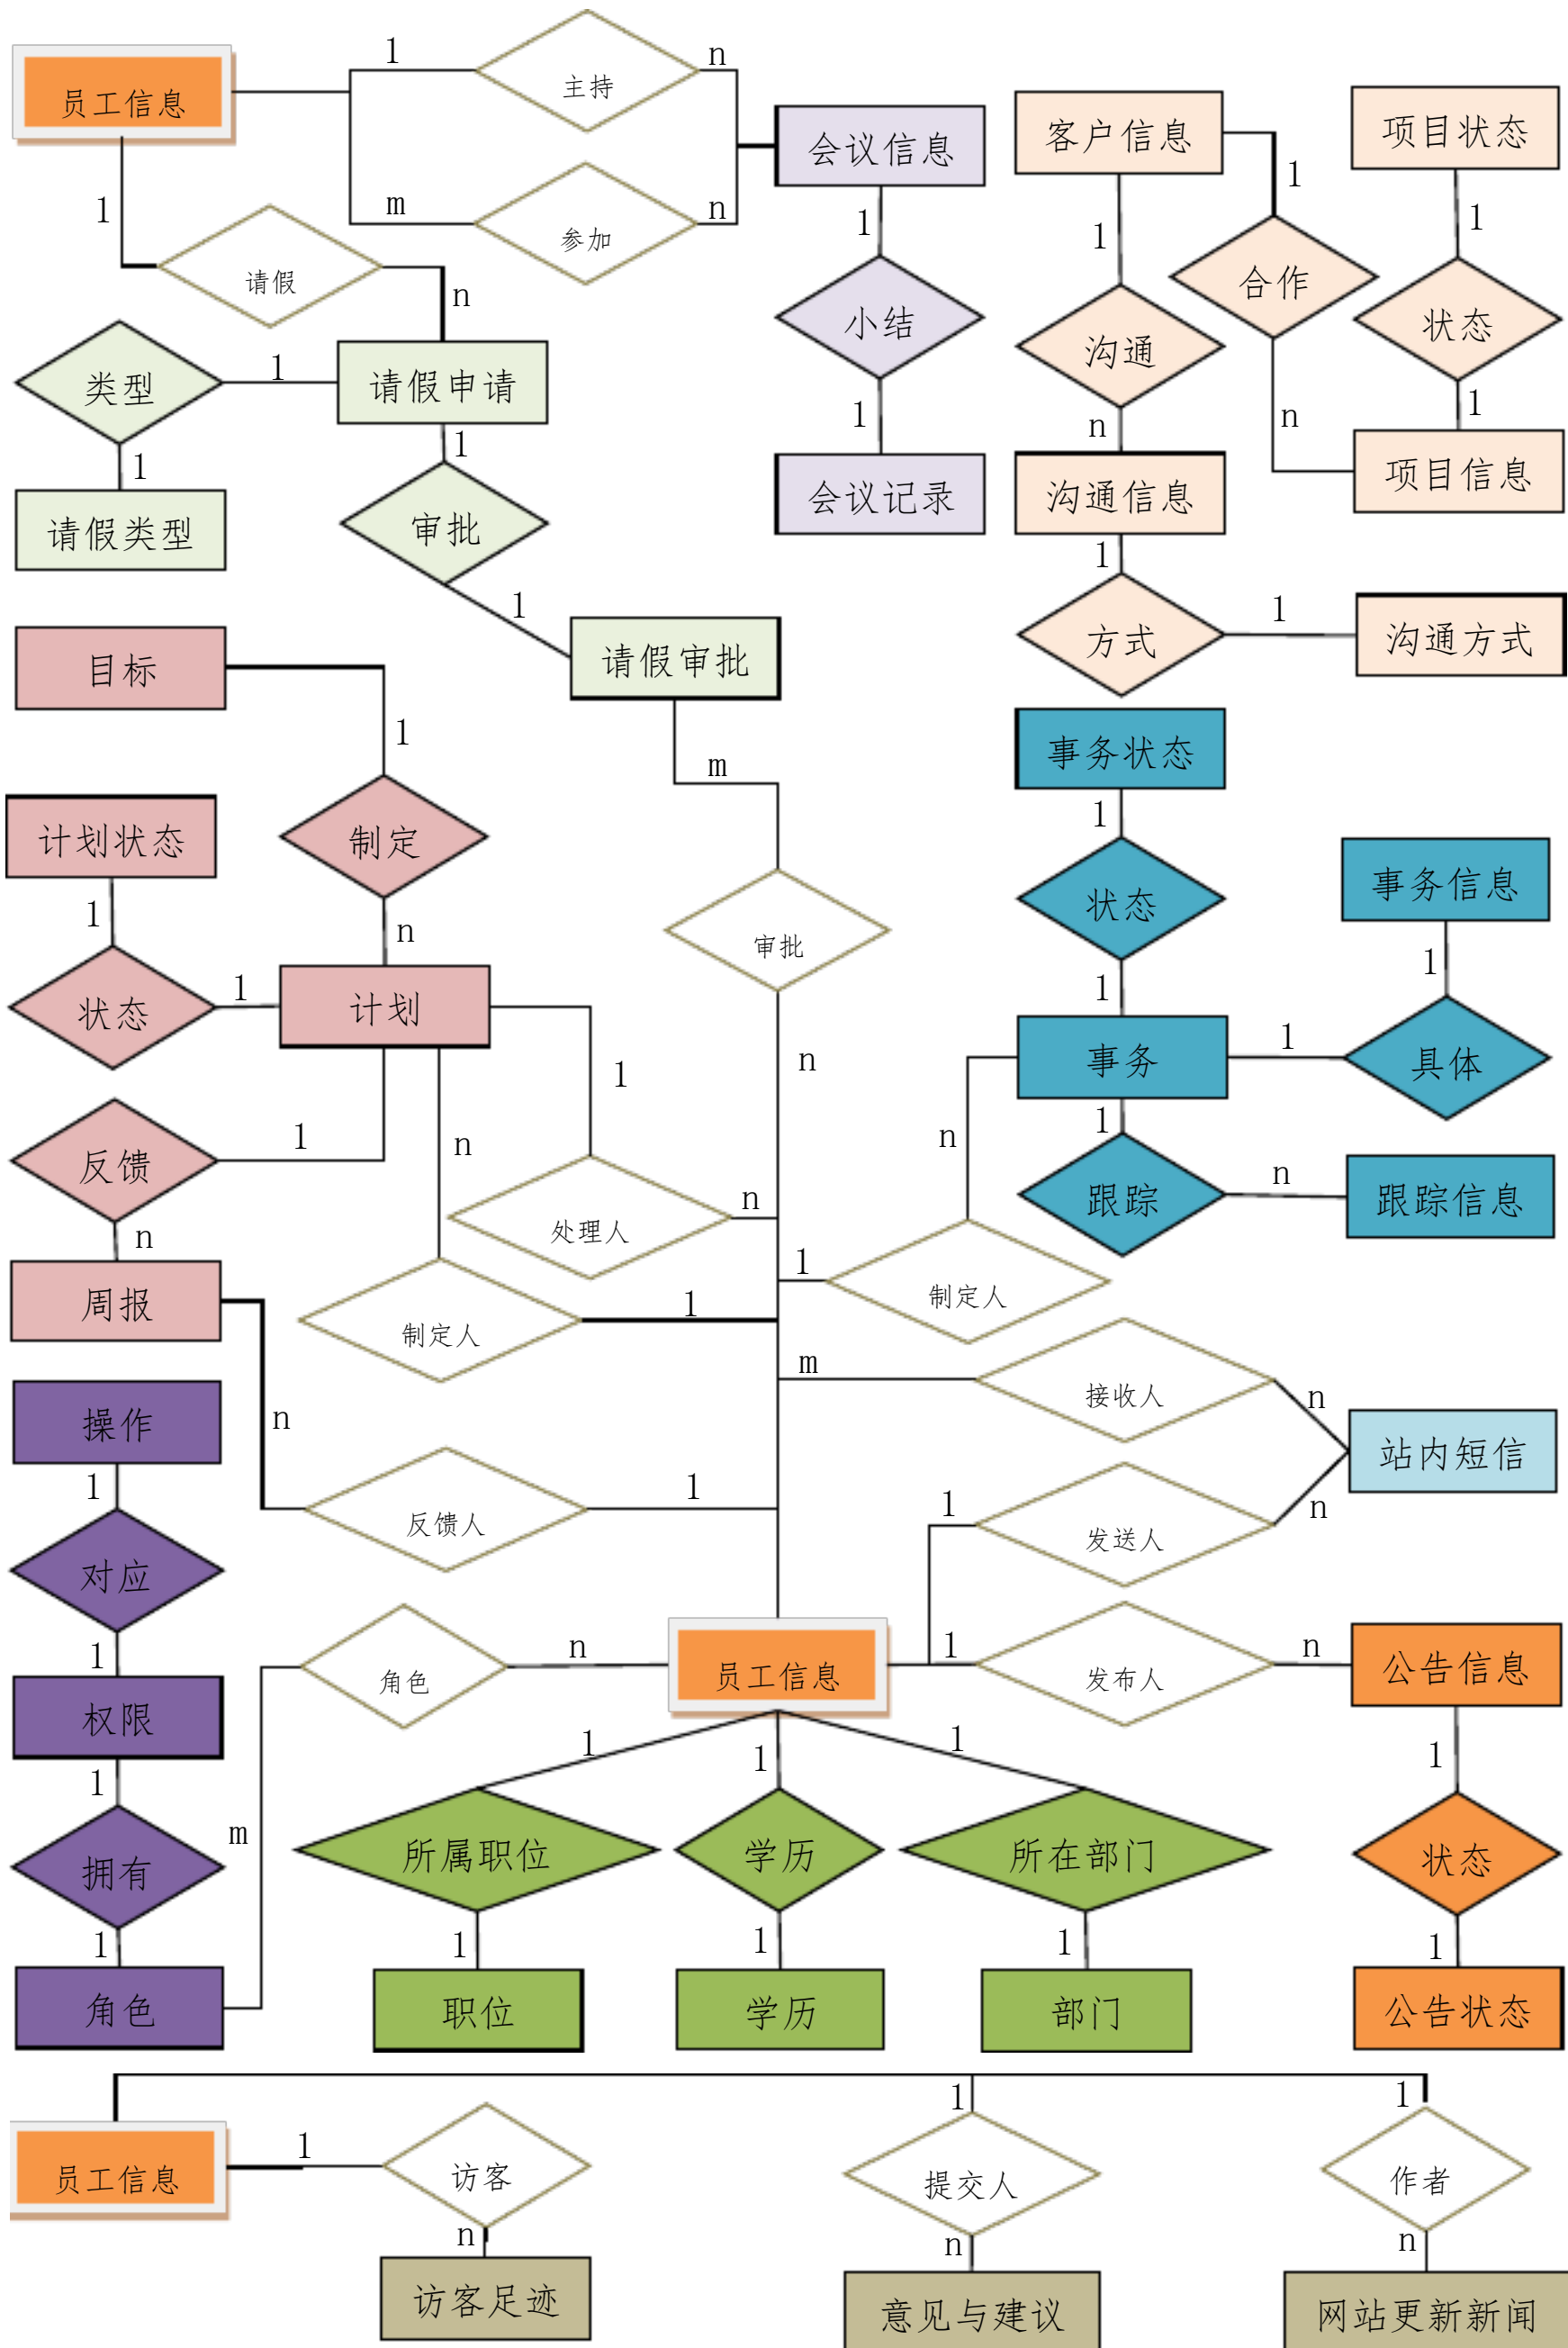 1
n
主持
员工信息
会议信息
客户信息
项目状态
1
m
n
参加
1
1
1
1
请假
n
小结
合作
沟通
状态
类型
1
请假申请
1
n
n
1
1
1
请假类型
审批
会议记录
沟通信息
项目信息
1
1
1
方式
沟通方式
目标
请假审批
1
m
事务状态
1
计划状态
制定
状态
事务信息
1
n
审批
1
1
状态
1
计划
1
n
事务
1
具体
反馈
1
n
n
1
跟踪
n
跟踪信息
n
处理人
n
周报
制定人
1
1
制定人
m
接收人
n
操作
n
站内短信
1
反馈人
1
1
发送人
n
对应
1
角色
n
员工信息
1
发布人
n
公告信息
权限
1
1
1
1
1
m
拥有
所属职位
学历
所在部门
状态
1
1
1
1
1
角色
职位
学历
部门
公告状态
1
1
1
员工信息
访客
提交人
作者
n
n
n
访客足迹
意见与建议
网站更新新闻